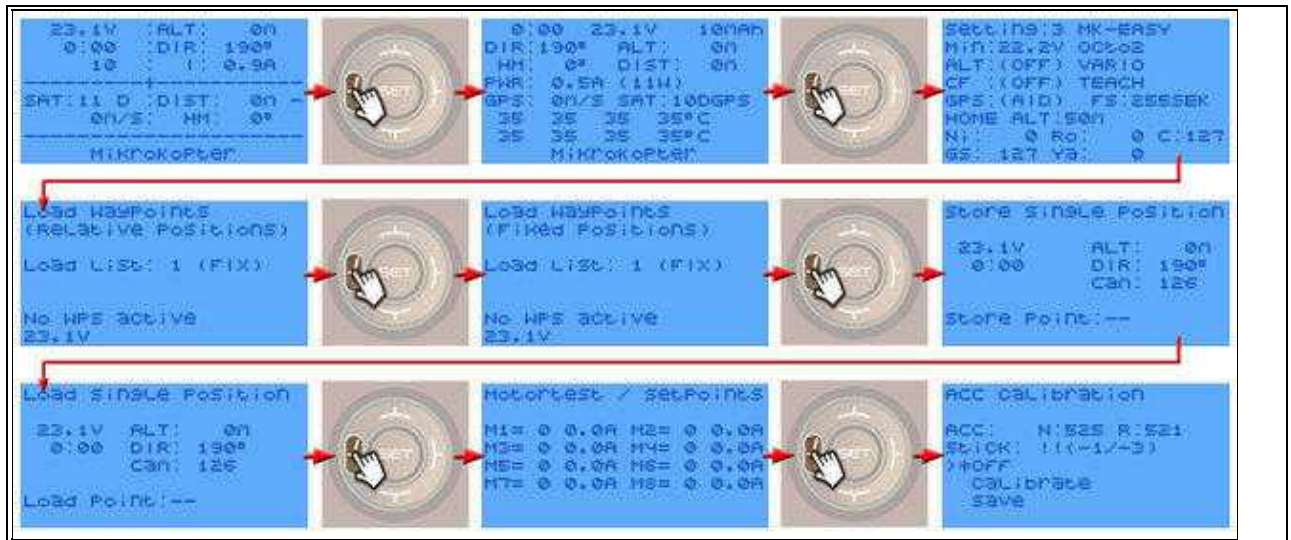 23.1V :ALT: 0m
0:00 :DIR: 190°
10 : I: 0.9A
SAT:11 D :DIST: 0m -
0m/s: HM: 0°
MikroKopter
SET
0:00 23.1V 10mAh
DIR:190° ALT: 0m
HM: 0° DIST: 0m
PWR: 0.5A (11W)
GPS: 0m/s SAT:10DGPS
35 35 35 35°C
35 35 35 35°C
MikroKopter
SET
Setting:3 MK-EASY
Min:22.2V Octo2
ALT:(OFF) VARIO
CF :(OFF) TEACH
GPS:(AID) FS:255SEK
HOME ALT:50m
Ni: 0 Ro: 0 C:127
GS: 127 Ya: 0
Load WayPoints
(Relative Positions)
Load List: 1 (FIX)
No WPs active
23.1V
SET
Load WayPoints
(Fixed Positions)
Load List: 1 (FIX)
No WPs active
23.1V
SET
Store Single Position
23.1V ALT: 0m
0:00 DIR: 190°
Can: 126
Store Point:--
Load Single Position
23.1V ALT: 0m
0:00 DIR: 190°
Can: 126
Load Point:--
SET
Motortest / SetPoints
M1= 0 0.0A M2= 0 0.0A
M3= 0 0.0A M4= 0 0.0A
M5= 0 0.0A M6= 0 0.0A
M7= 0 0.0A M8= 0 0.0A
SET
ACC Calibration
ACC: N:525 R:521
Stick: !!(-1/-3)
>*OFF
Calibrate
Save